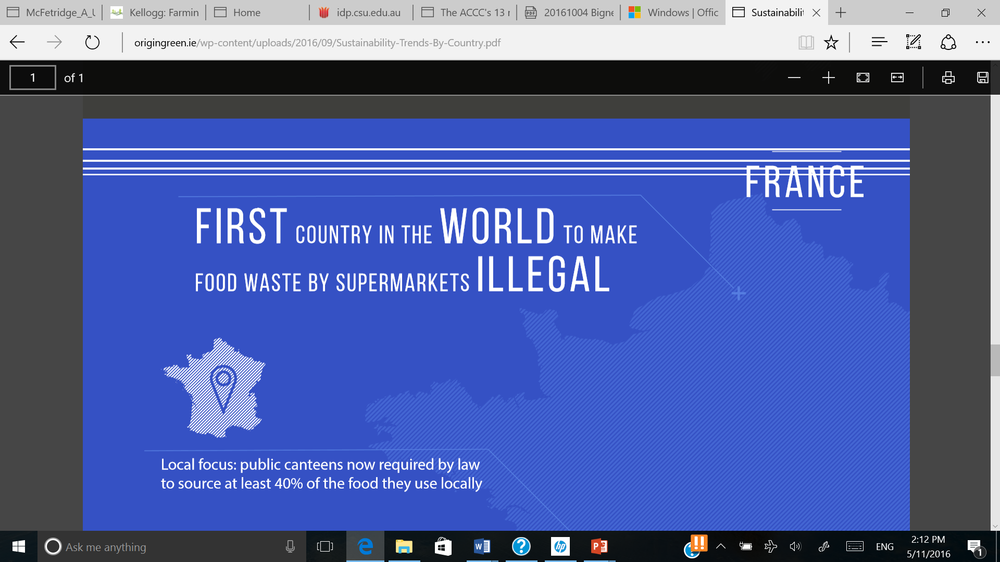 McFetridge_A_
Kellogg: Farmin
Home
idp.csu.edu.au
The ACCC's 13
20161004 Bigne
Windows | Offic
Sustainabilit
origingreen.ie/wp-content/uploads/2016/09/Sustainability-Trends-By-Country.pdf
1 of 1
FRANCE
FIRST COUNTRY IN THE WORLD TO MAKE
FOOD WASTE BY SUPERMARKETS ILLEGAL
Local focus: public canteens now required by law
to source at least 40% of the food they use locally
Ask me anything
ENG
2:12 PM
5/11/2016
1